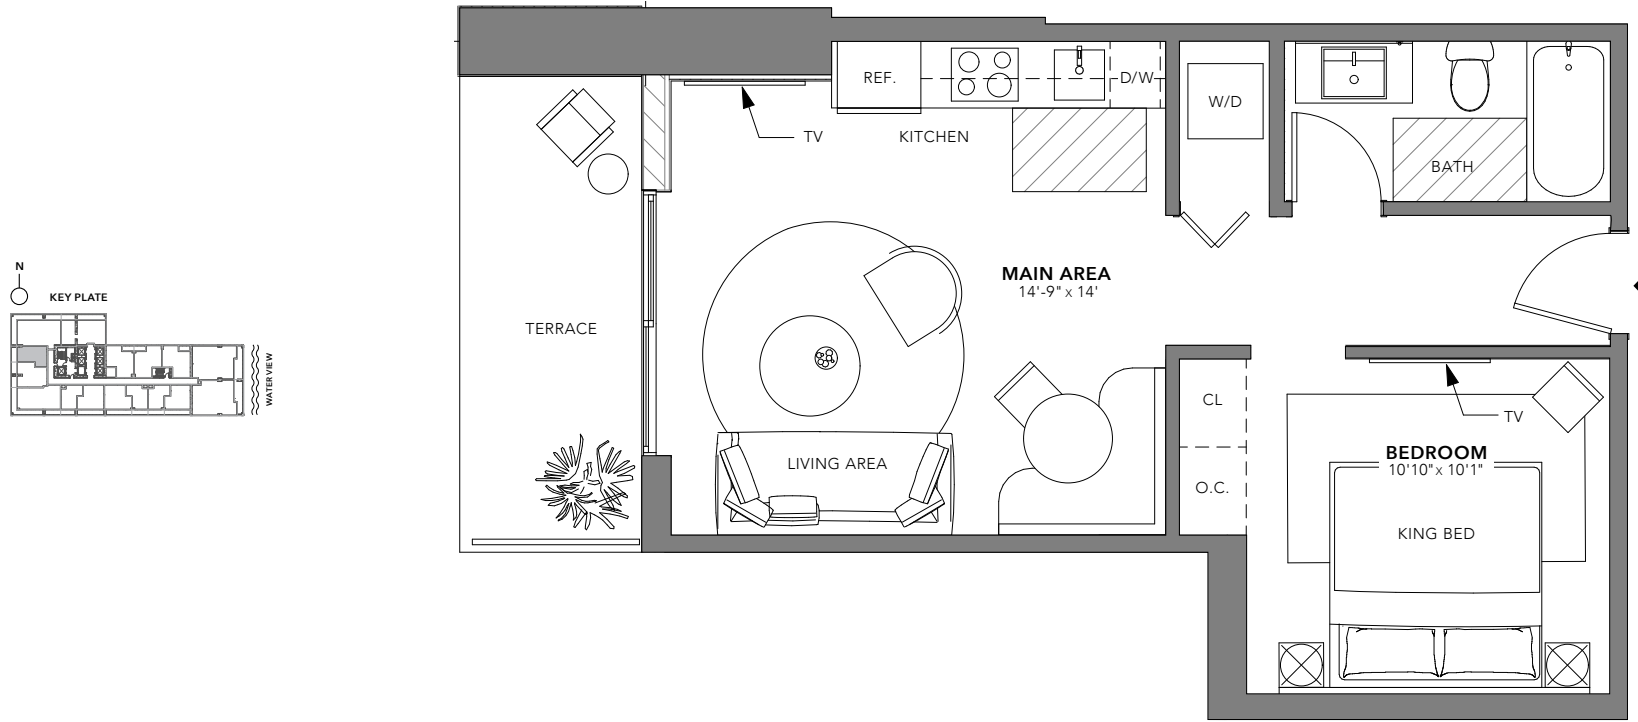 N
KEY PLATE
WATER VIEW
REF.
D/W
W/D
TV
KITCHEN
BATH
MAIN AREA
14'-9" x 14'
TERRACE
CL
TV
LIVING AREA
BEDROOM
10'10" x 10'1"
O.C.
KING BED